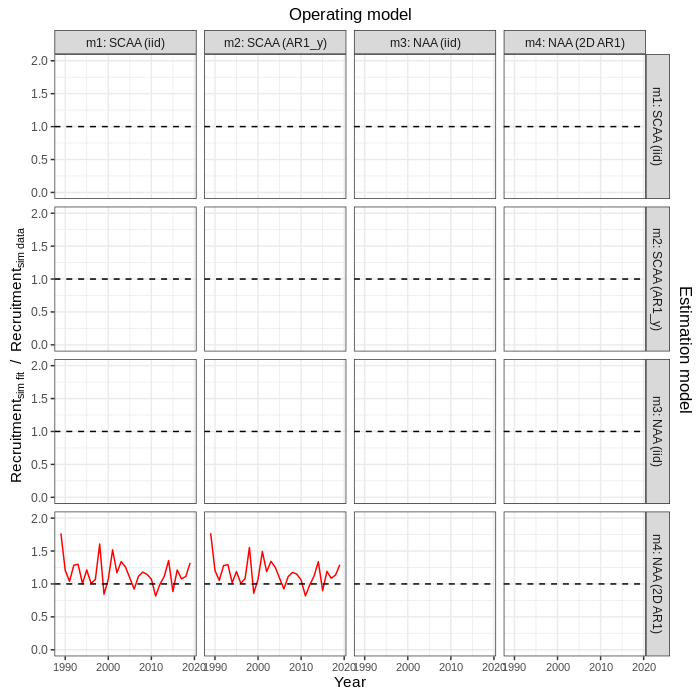 Operating model
m1: SCAA (iid) m2: SCAA (AR1_y) m3: NAA (iid) m4: NAA (2D AR1)
2.0
1.5
1.0
0.5
0.0
m1: SCAA (iid)
2.0
1.5
1.0
0.5
0.0
m2: SCAA (AR1_y)
2.0
1.5
1.0
0.5
0.0
m3: NAA (iid)
2.0
1.5
1.0
0.5
0.0
m4: NAA (2D AR1)
Recruitment sim fit / Recruitment sim data
Estimation model
1990 2000 2010 2020 1990 2000 2010 2020 1990 2000 2010 2020 1990 2000 2010 2020
Year